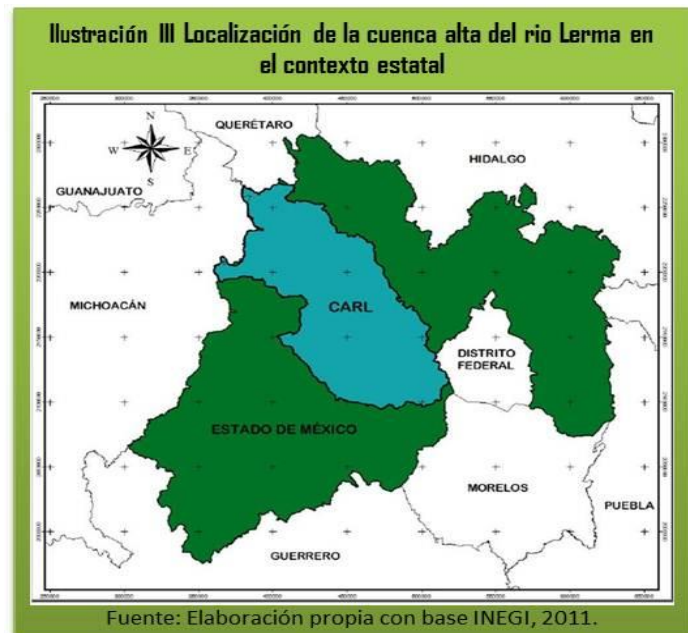 Ilustración III Localización de la cuenca alta del rio Lerma en
el contexto estatal
N
W E
S
QUERÉTARO
HIDALGO
GUANAJUATO
MICHOACÁN
CARL
DISTRITO
FEDERAL
ESTADO DE MÉXICO
MORELOS
PUEBLA
GUERRERO
Fuente: Elaboración propia con base INEGI, 2011.